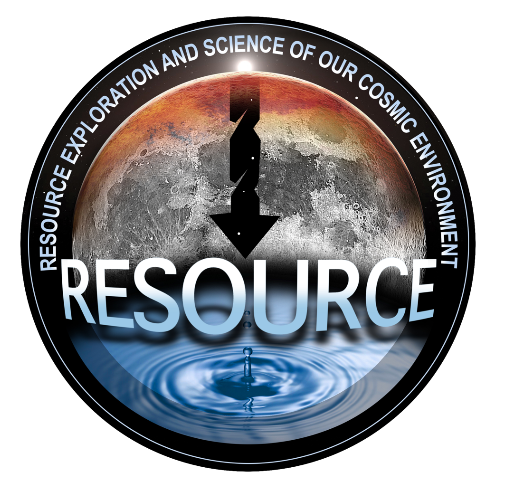 RESOURCE EXPLORATION AND SCIENCE OF OUR COSMIC ENVIRONMENT
RESOURCE